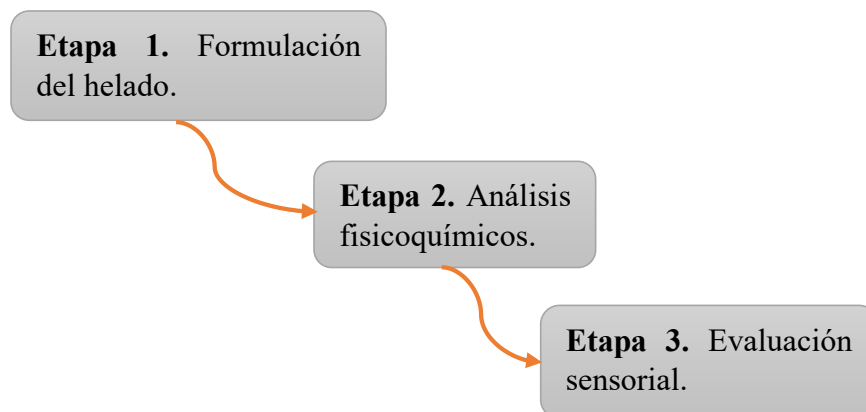 Etapa 1. Formulación
del helado.
Etapa 2. Análisis
fisicoquímicos.
Etapa 3. Evaluación
sensorial.